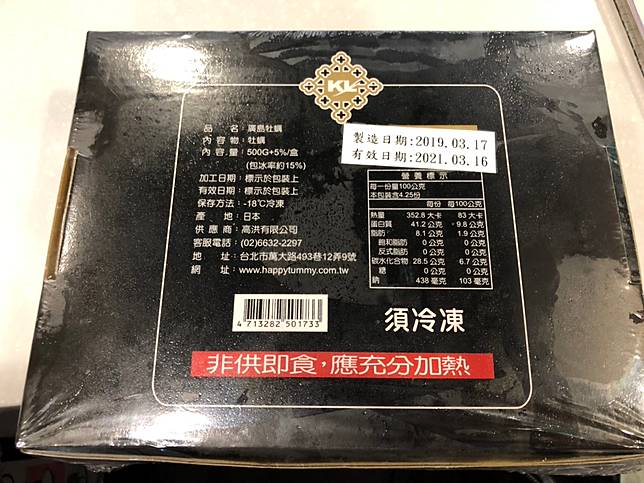 KL
品　　名：廣島牡蠣
內 容 物：牡蠣
內 容 量：500G+5%/盒
(包冰率約15%)
加工日期：標示於包裝上
有效日期：標示於包裝上
保存方法：-18℃冷凍
產　　地：日本
供 應 商：高洪有限公司
客服電話：(02)6632-2297
地　　址：台北市萬大路493巷12弄9號
網　　址：www.happytummy.com.tw
製造日期:2019.03.17
有效日期:2021.03.16
營養標示
每一份量100公克
本包裝含4.25份
每份 每100公克
熱量 352.8 大卡 83 大卡
蛋白質 41.2 公克 9.8 公克
脂肪 8.1 公克 1.9 公克
飽和脂肪 0 公克 0 公克
反式脂肪 0 公克 0 公克
碳水化合物 28.5 公克 6.7 公克
糖 0 公克 0 公克
鈉 438 毫克 103 毫克
4 713282 501733
須冷凍
非供即食，應充分加熱